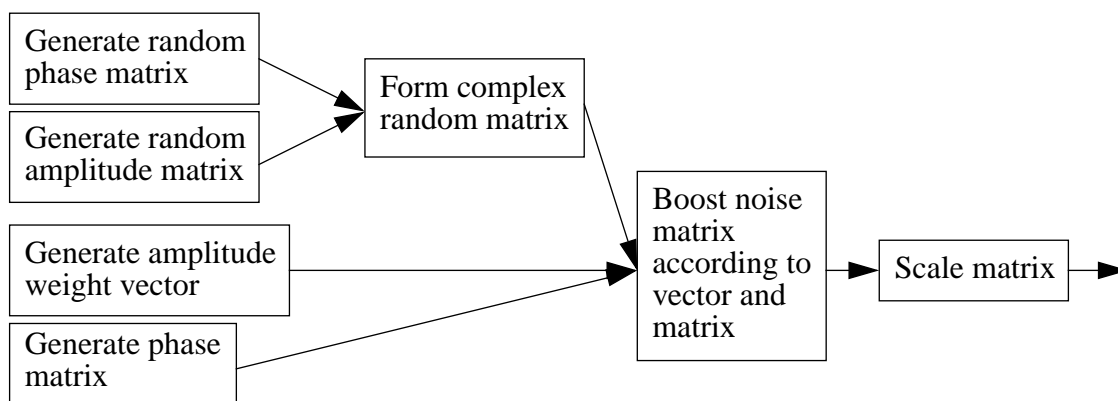 Generate random
phase matrix
Generate random
amplitude matrix
Form complex
random matrix
Generate amplitude
weight vector
Generate phase
matrix
Boost noise
matrix
according to
vector and
matrix
Scale matrix